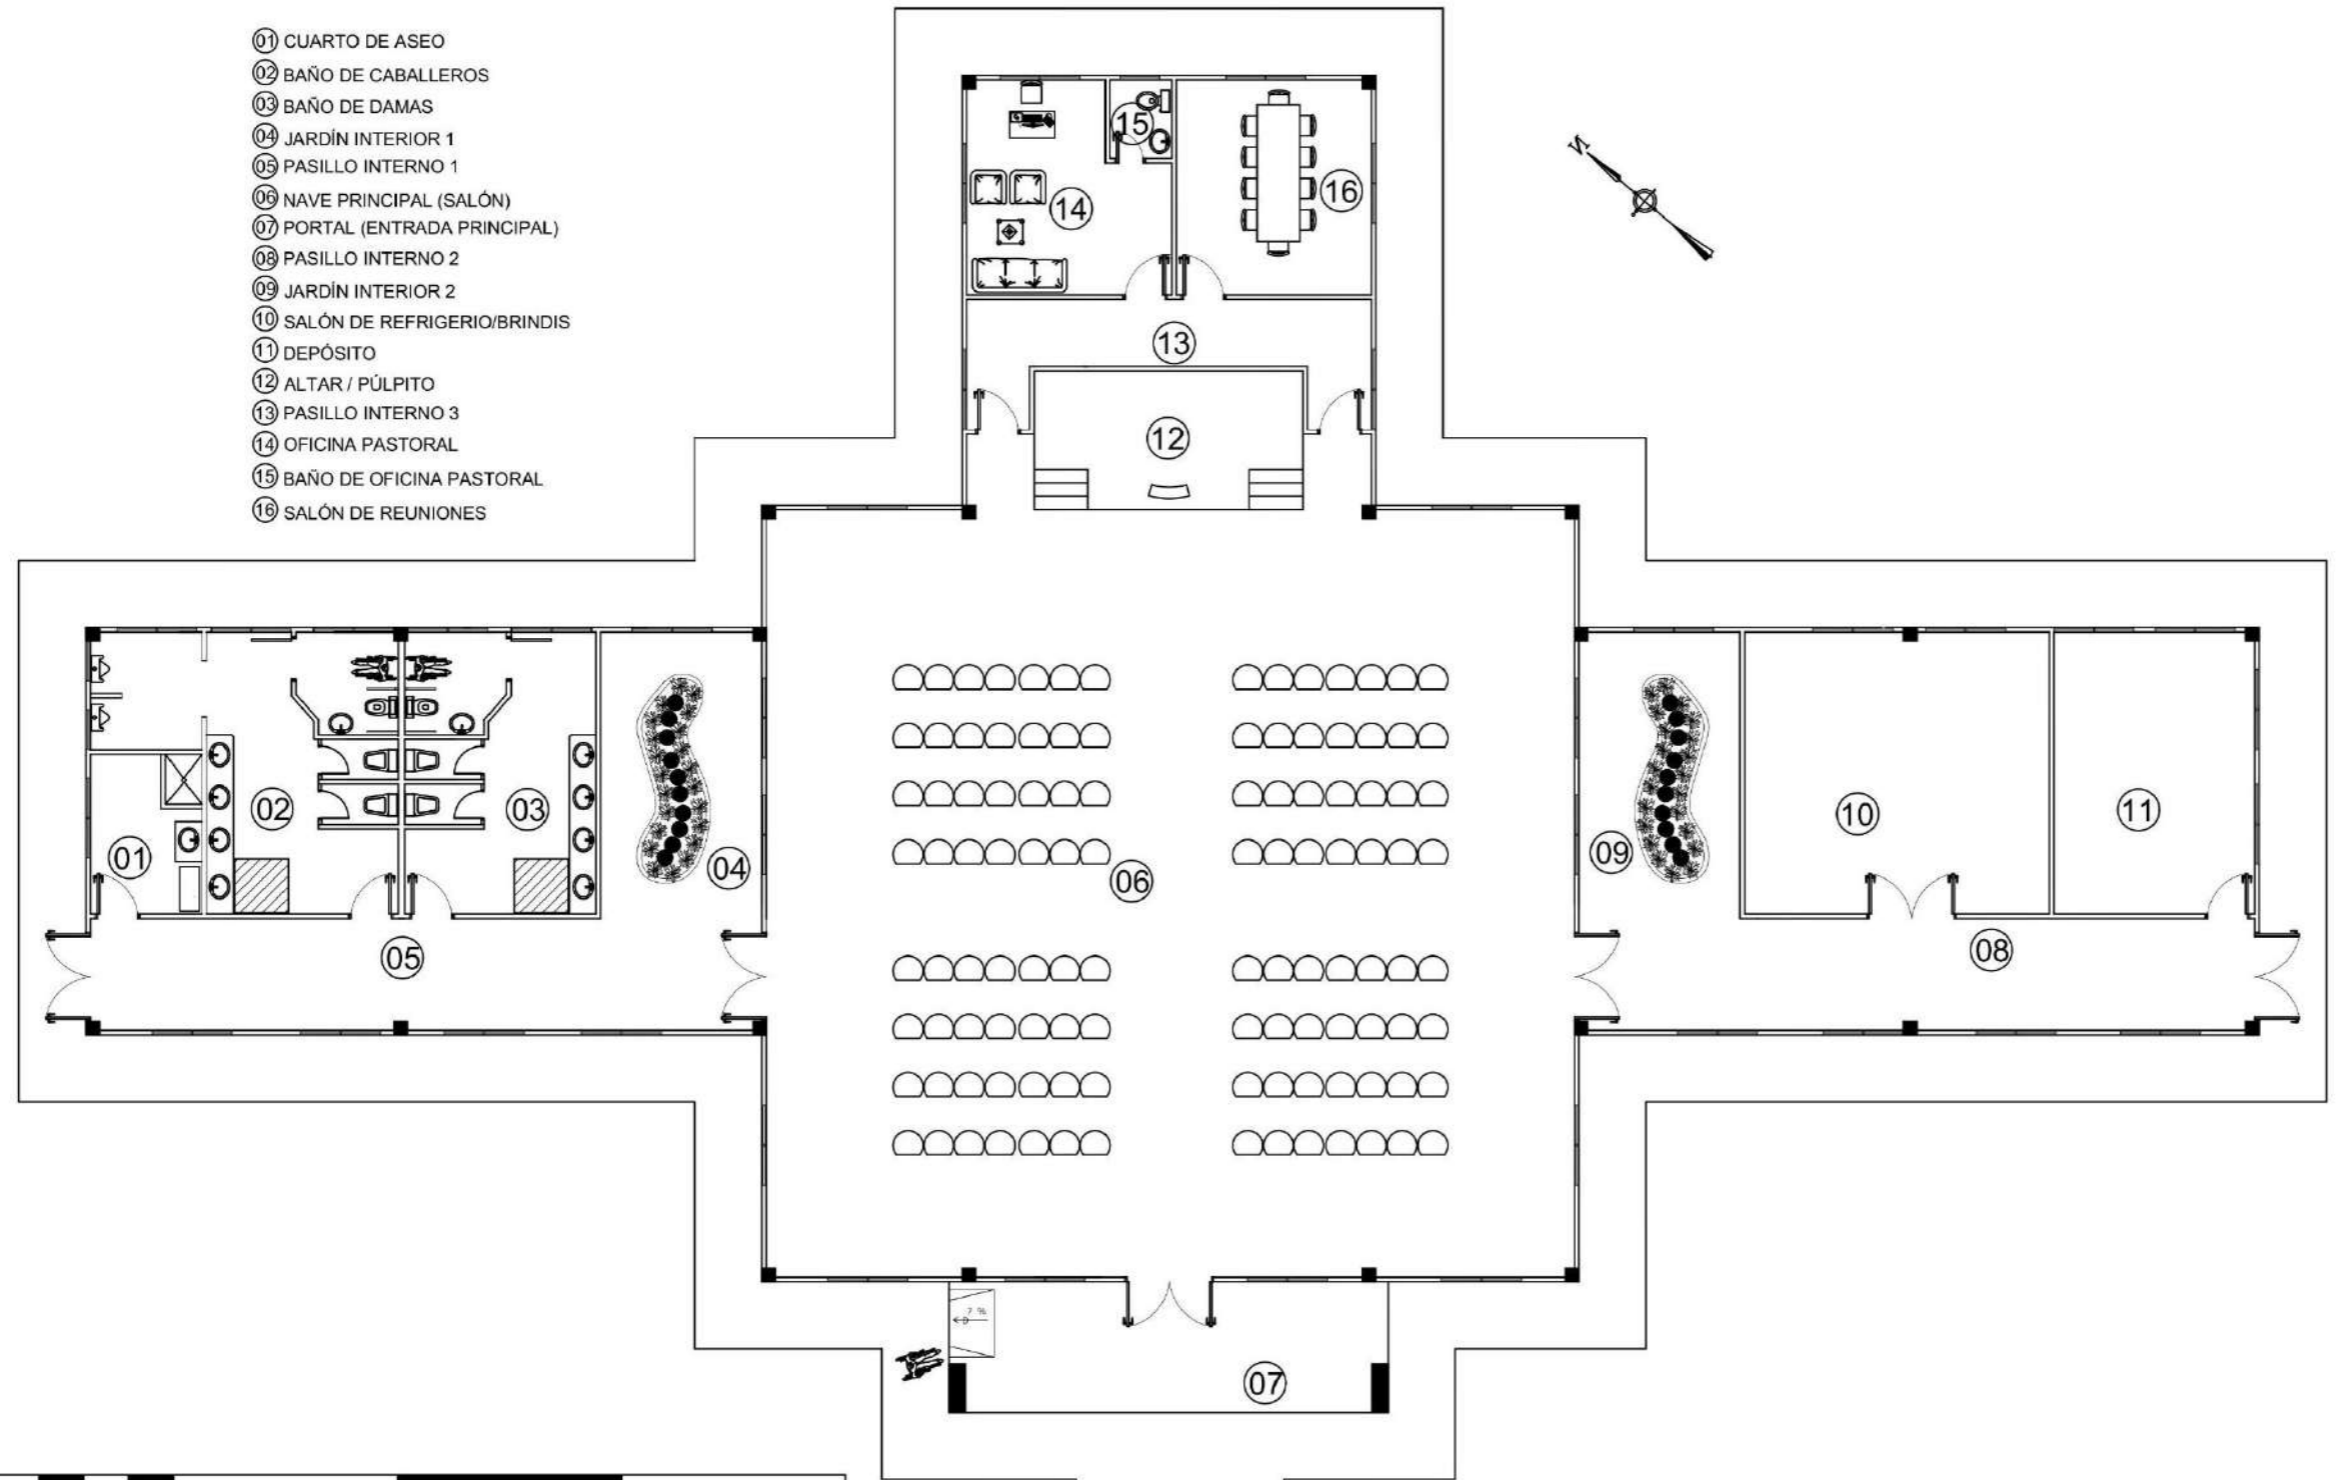 01 CUARTO DE ASEO
02 BAÑO DE CABALLEROS
03 BAÑO DE DAMAS
04 JARDÍN INTERIOR 1
05 PASILLO INTERNO 1
06 NAVE PRINCIPAL (SALÓN)
07 PORTAL (ENTRADA PRINCIPAL)
08 PASILLO INTERNO 2
09 JARDÍN INTERIOR 2
10 SALÓN DE REFRIGERIO/BRINDIS
11 DEPÓSITO
12 ALTAR / PÚLPITO
13 PASILLO INTERNO 3
14 OFICINA PASTORAL
15 BAÑO DE OFICINA PASTORAL
16 SALÓN DE REUNIONES
N
15
16
14
13
12
02
03
01
04
06
09
10
11
05
08
7 %
07